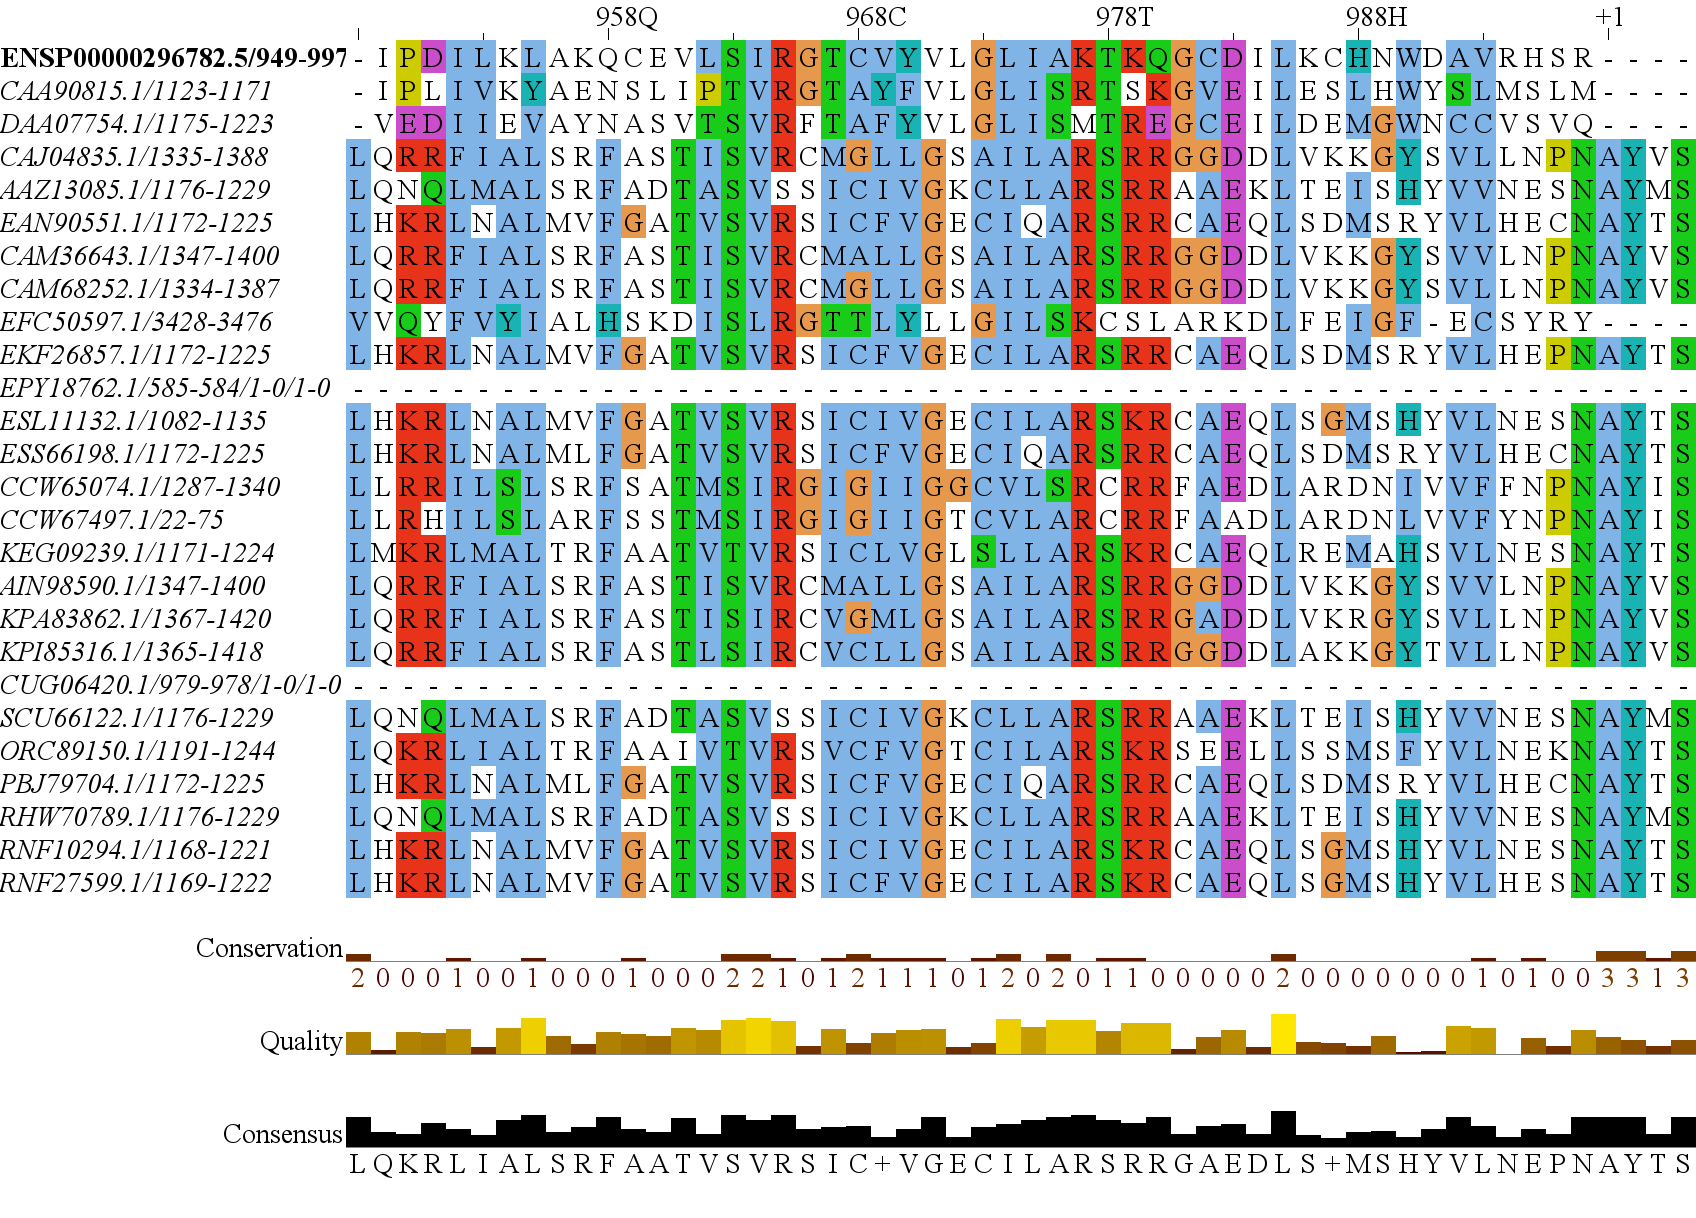 958Q 968C 978T 988H +1
ENSP00000296782.5/949-997 - I P D I L K L A K Q C E V L S I R G T C V Y V L G L I A K T K Q G C D I L K C H N W D A V R H S R - - - -
CAA90815.1/1123-1171 - I P L I V K Y A E N S L I P T V R G T A Y F V L G L I S R T S K G V E I L E S L H W Y S L M S L M - - - -
DAA07754.1/1175-1223 - V E D I I E V A Y N A S V T S V R F T A F Y V L G L I S M T R E G C E I L D E M G W N C C V S V Q - - - -
CAJ04835.1/1335-1388 L Q R R F I A L S R F A S T I S V R C M G L L G S A I L A R S R R G G D D L V K K G Y S V L L N P N A Y V S
AAZ13085.1/1176-1229 L Q N Q L M A L S R F A D T A S V S S I C I V G K C L L A R S R R A A E K L T E I S H Y V V N E S N A Y M S
EAN90551.1/1172-1225 L H K R L N A L M V F G A T V S V R S I C F V G E C I Q A R S R R C A E Q L S D M S R Y V L H E C N A Y T S
CAM36643.1/1347-1400 L Q R R F I A L S R F A S T I S V R C M A L L G S A I L A R S R R G G D D L V K K G Y S V V L N P N A Y V S
CAM68252.1/1334-1387 L Q R R F I A L S R F A S T I S V R C M G L L G S A I L A R S R R G G D D L V K K G Y S V L L N P N A Y V S
EFC50597.1/3428-3476 V V Q Y F V Y I A L H S K D I S L R G T T L Y L L G I L S K C S L A R K D L F E I G F - E C S Y R Y - - - -
EKF26857.1/1172-1225 L H K R L N A L M V F G A T V S V R S I C F V G E C I L A R S R R C A E Q L S D M S R Y V L H E P N A Y T S
EPY18762.1/585-584/1-0/1-0 - - - - - - - - - - - - - - - - - - - - - - - - - - - - - - - - - - - - - - - - - - - - - - - - - - - - - -
ESL11132.1/1082-1135 L H K R L N A L M V F G A T V S V R S I C I V G E C I L A R S K R C A E Q L S G M S H Y V L N E S N A Y T S
ESS66198.1/1172-1225 L H K R L N A L M L F G A T V S V R S I C F V G E C I Q A R S R R C A E Q L S D M S R Y V L H E C N A Y T S
CCW65074.1/1287-1340 L L R R I L S L S R F S A T M S I R G I G I I G G C V L S R C R R F A E D L A R D N I V V F F N P N A Y I S
CCW67497.1/22-75 L L R H I L S L A R F S S T M S I R G I G I I G T C V L A R C R R F A A D L A R D N L V V F Y N P N A Y I S
KEG09239.1/1171-1224 L M K R L M A L T R F A A T V T V R S I C L V G L S L L A R S K R C A E Q L R E M A H S V L N E S N A Y T S
AIN98590.1/1347-1400 L Q R R F I A L S R F A S T I S V R C M A L L G S A I L A R S R R G G D D L V K K G Y S V V L N P N A Y V S
KPA83862.1/1367-1420 L Q R R F I A L S R F A S T I S I R C V G M L G S A I L A R S R R G A D D L V K R G Y S V L L N P N A Y V S
KPI85316.1/1365-1418 L Q R R F I A L S R F A S T L S I R C V C L L G S A I L A R S R R G G D D L A K K G Y T V L L N P N A Y V S
CUG06420.1/979-978/1-0/1-0 - - - - - - - - - - - - - - - - - - - - - - - - - - - - - - - - - - - - - - - - - - - - - - - - - - - - - -
SCU66122.1/1176-1229 L Q N Q L M A L S R F A D T A S V S S I C I V G K C L L A R S R R A A E K L T E I S H Y V V N E S N A Y M S
ORC89150.1/1191-1244 L Q K R L I A L T R F A A I V T V R S V C F V G T C I L A R S K R S E E L L S S M S F Y V L N E K N A Y T S
PBJ79704.1/1172-1225 L H K R L N A L M L F G A T V S V R S I C F V G E C I Q A R S R R C A E Q L S D M S R Y V L H E C N A Y T S
RHW70789.1/1176-1229 L Q N Q L M A L S R F A D T A S V S S I C I V G K C L L A R S R R A A E K L T E I S H Y V V N E S N A Y M S
RNF10294.1/1168-1221 L H K R L N A L M V F G A T V S V R S I C I V G E C I L A R S K R C A E Q L S G M S H Y V L N E S N A Y T S
RNF27599.1/1169-1222 L H K R L N A L M V F G A T V S V R S I C F V G E C I L A R S K R C A E Q L S G M S H Y V L H E S N A Y T S
Conservation
2 0 0 0 1 0 0 1 0 0 0 1 0 0 0 2 2 1 0 1 2 1 1 1 0 1 2 0 2 0 1 1 0 0 0 0 0 2 0 0 0 0 0 0 0 1 0 1 0 0 3 3 1 3
Quality
Consensus
L Q K R L I A L S R F A A T V S V R S I C + V G E C I L A R S R R G A E D L S + M S H Y V L N E P N A Y T S